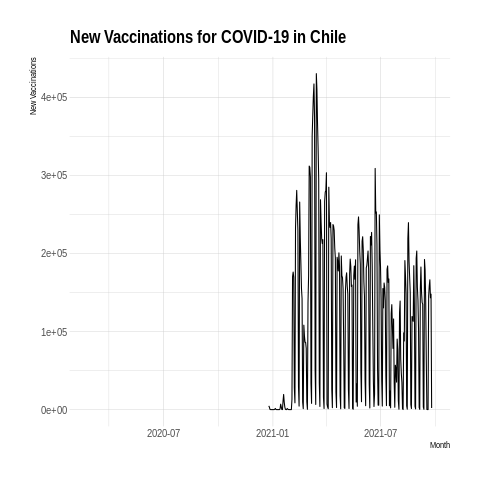 New Vaccinations for COVID-19 in Chile
New Vaccinations
4e+05
3e+05
2e+05
1e+05
0e+00
2020-07
2021-01
2021-07
Month